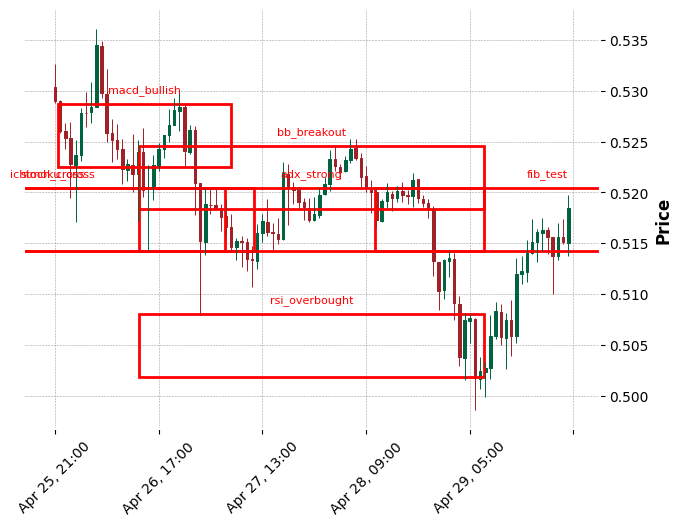 macd_bullish
bb_breakout
adx_strong
fib_test
rsi_overbought
0.535
0.530
0.525
0.520
0.515
0.510
0.505
0.500
Price
Apr 25, 21:00
Apr 26, 17:00
Apr 27, 13:00
Apr 28, 09:00
Apr 29, 05:00